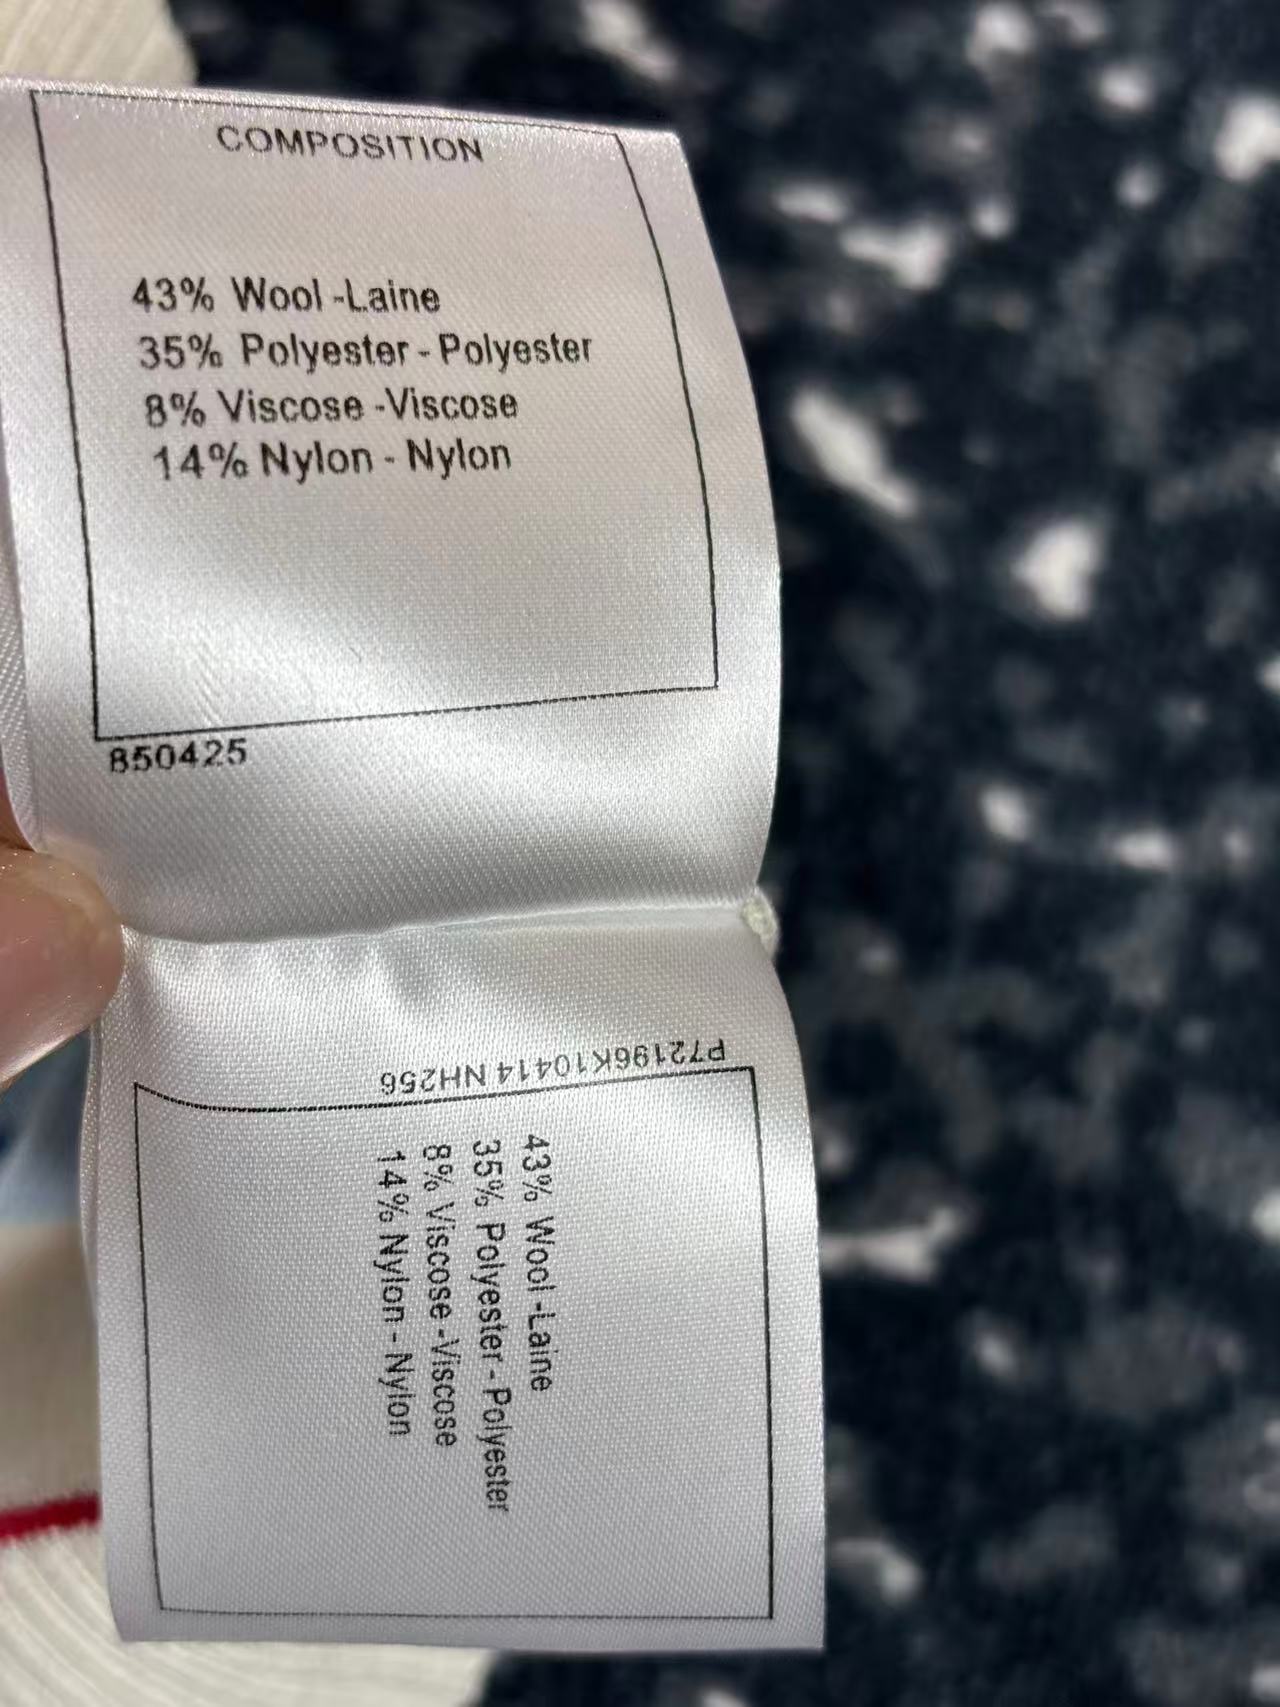 COMPOSITION
43% Wool -Laine
35% Polyester - Polyester
8% Viscose -Viscose
14% Nylon - Nylon
850425
P72196K10414 NH256
43% Wool -Laine
35% Polyester - Polyester
8% Viscose -Viscose
14% Nylon - Nylon